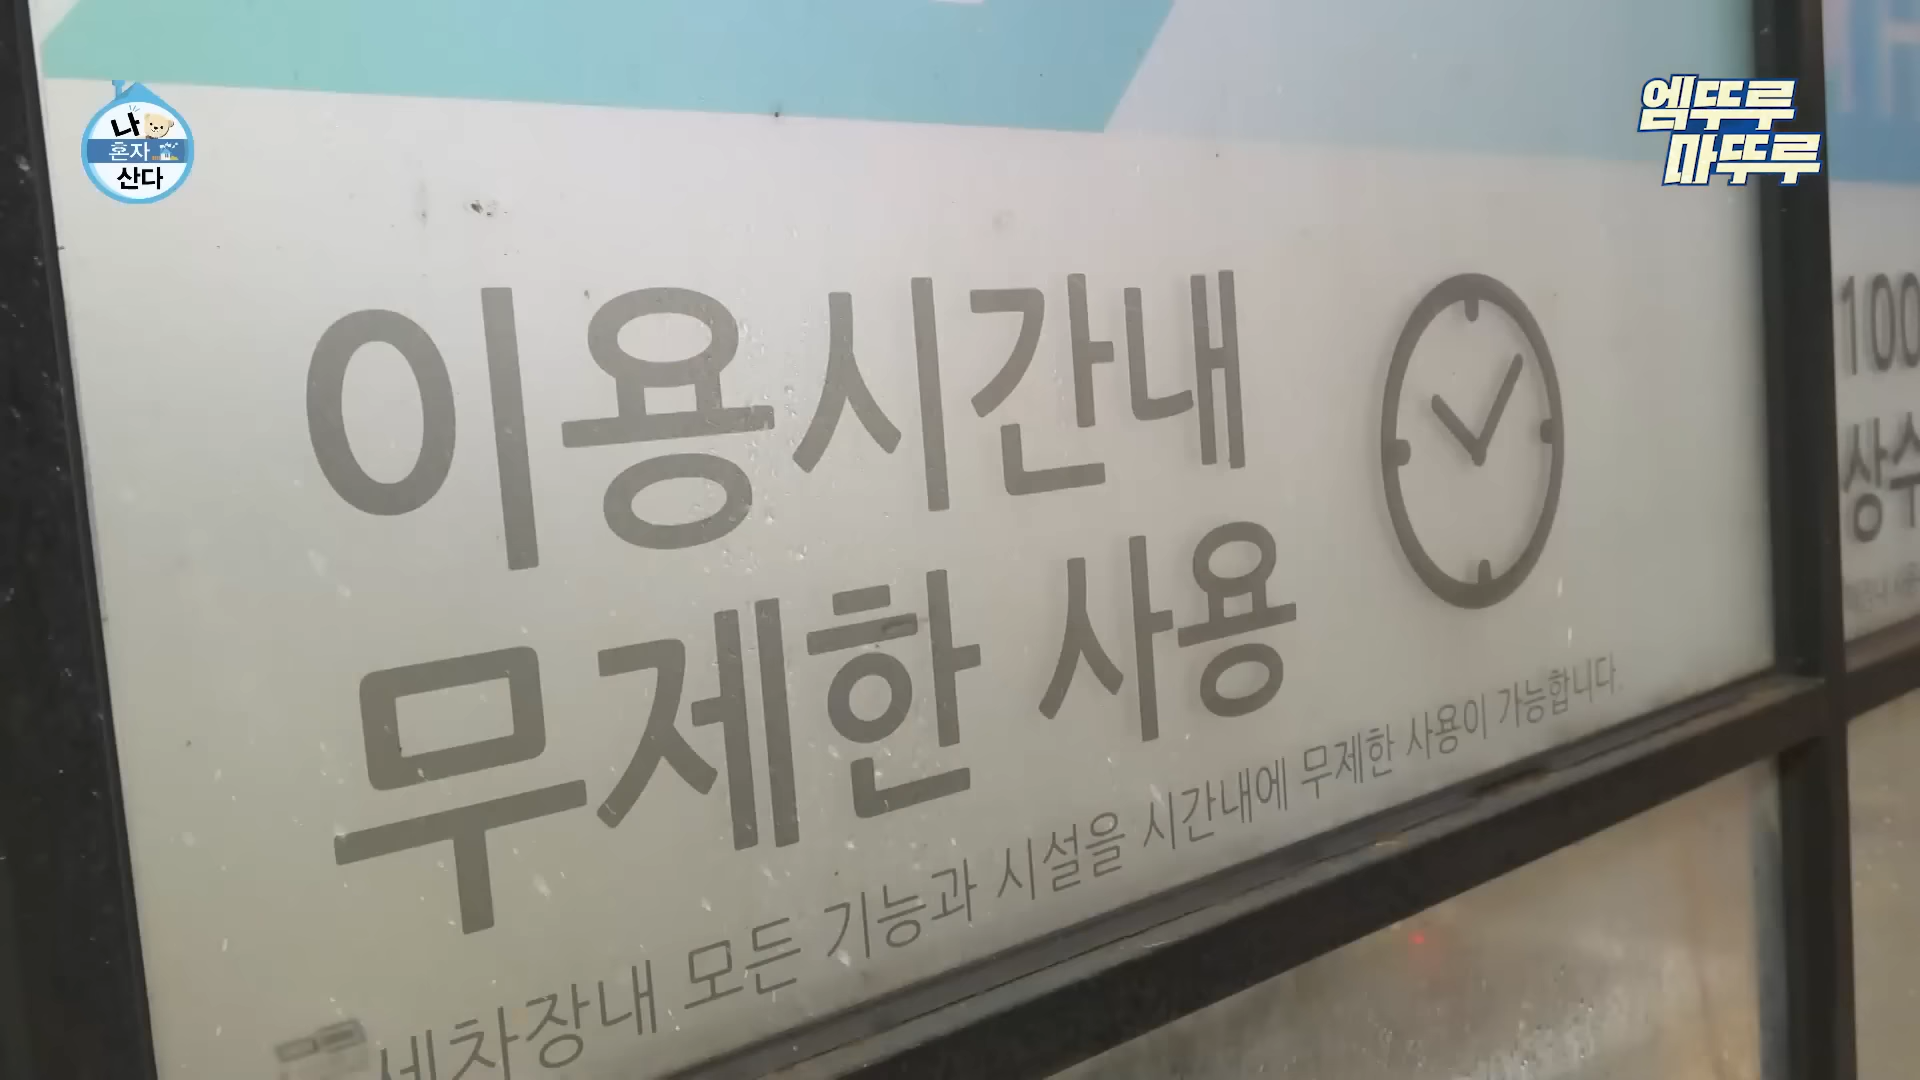 나
혼자
산다
엠뚜루
마뚜루
이용시간내
무제한 사용
세차장내 모든 기능과 시설을 시간내에 무제한 사용이 가능합니다.
100
상수